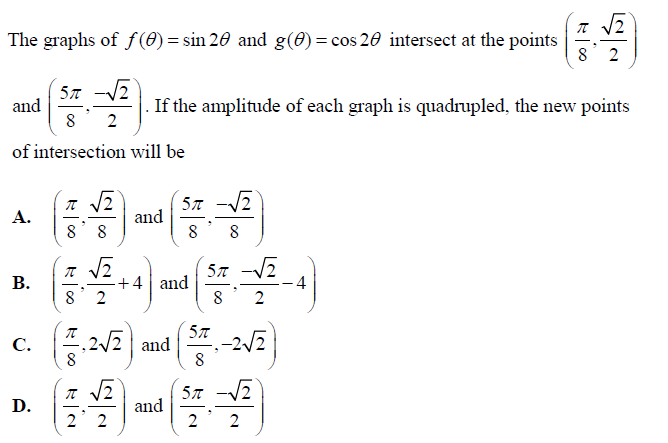 The graphs of f(θ) = sin 2θ and g(θ) = cos 2θ intersect at the points (π/8, √2/2)
and (5π/8, −√2/2). If the amplitude of each graph is quadrupled, the new points
of intersection will be
A. (π/8, √2/8) and (5π/8, −√2/8)
B. (π/8, √2/2 + 4) and (5π/8, −√2/2 − 4)
C. (π/8, 2√2) and (5π/8, −2√2)
D. (π/2, √2/2) and (5π/2, −√2/2)